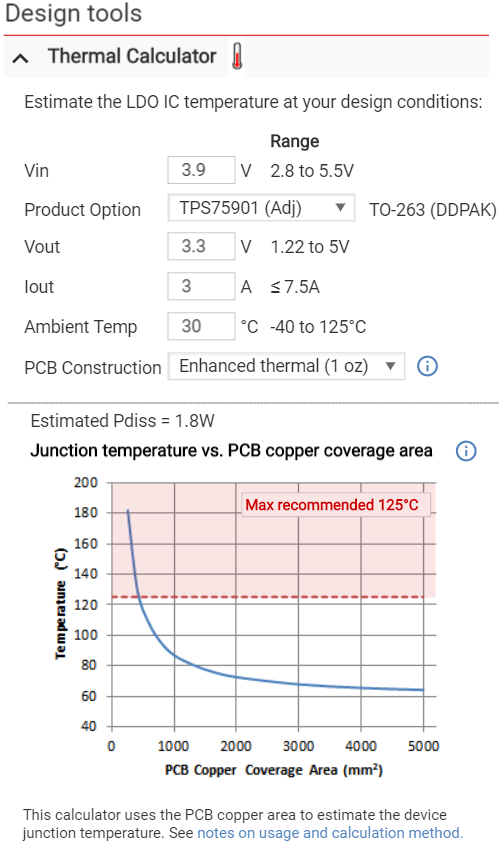 Design tools
Thermal Calculator
Estimate the LDO IC temperature at your design conditions:
Range
Vin 3.9 V 2.8 to 5.5V
Product Option TPS75901 (Adj) ▼ TO-263 (DDPAK)
Vout 3.3 V 1.22 to 5V
Iout 3 A ≤ 7.5A
Ambient Temp 30 °C -40 to 125°C
PCB Construction Enhanced thermal (1 oz) ▼ i
Estimated Pdiss = 1.8W
Junction temperature vs. PCB copper coverage area i
Max recommended 125°C
Temperature (°C)
200
180
160
140
120
100
80
60
40
0 1000 2000 3000 4000 5000
PCB Copper Coverage Area (mm²)
This calculator uses the PCB copper area to estimate the device
junction temperature. See notes on usage and calculation method.